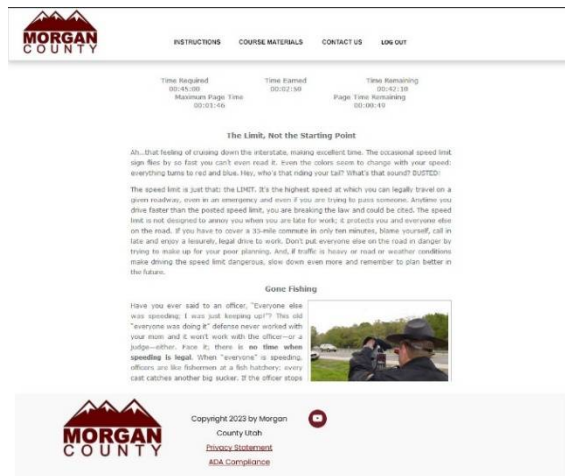 MORGAN
COUNTY
INSTRUCTIONS COURSE MATERIALS CONTACT US LOG OUT
Time Required Time Earned Time Remaining
00:45:00 00:02:50 00:42:10
Maximum Page Time Page Time Remaining
00:01:46 00:00:49
The Limit, Not the Starting Point
Ah...that feeling of cruising down the interstate, making excellent time. The occasional speed limit
sign flies by so fast you can't even read it. Even the colors seem to change with your speed:
everything turns to red and blue. Hey, who's that riding your tail? What's that sound? BUSTED!
The speed limit is just that: the LIMIT. It's the highest speed at which you can legally travel on a
given roadway, even in an emergency and even if you are trying to pass someone. Anytime you
drive faster than the posted speed limit, you are breaking the law and could be cited. The speed
limit is not designed to annoy you when you are late for work; it protects you and everyone else
on the road. If you have to cover a 35-mile commute in only ten minutes, blame yourself, call in
late and enjoy a leisurely, legal drive to work. Don't put everyone else on the road in danger by
trying to make up for your poor planning. And, if traffic is heavy or road or weather conditions
make driving the speed limit dangerous, slow down even more and remember to plan better in
the future.
Gone Fishing
Have you ever said to an officer, "Everyone else
was speeding; I was just keeping up!"? This old
"everyone was doing it" defense never worked with
your mom and it won't work with the officer—or a
judge—either. Face it, there is no time when
speeding is legal. When "everyone" is speeding,
officers are like fishermen at a fish hatchery: every
cast catches another big sucker. If the officer stops
MORGAN
COUNTY
Copyright 2023 by Morgan
County Utah
Privacy Statement
ADA Compliance